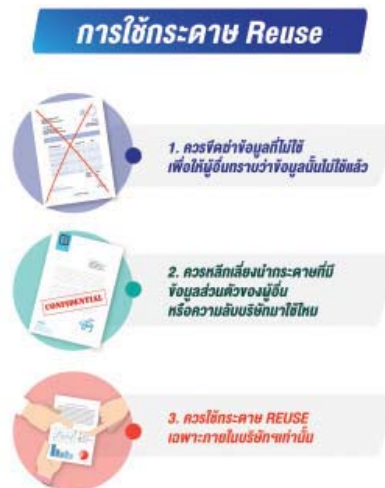 การใช้กระดาษ Reuse
1. ควรขีดฆ่าข้อมูลที่ไม่ใช้
เพื่อให้ผู้อื่นทราบว่าข้อมูลนั้นไม่ใช้แล้ว
2. ควรหลีกเลี่ยงนำกระดาษที่มี
ข้อมูลส่วนตัวของผู้อื่น
หรือความลับบริษัทมาใช้ใหม่
CONFIDENTIAL
3. ควรใช้กระดาษ REUSE
เฉพาะภายในบริษัทฯเท่านั้น